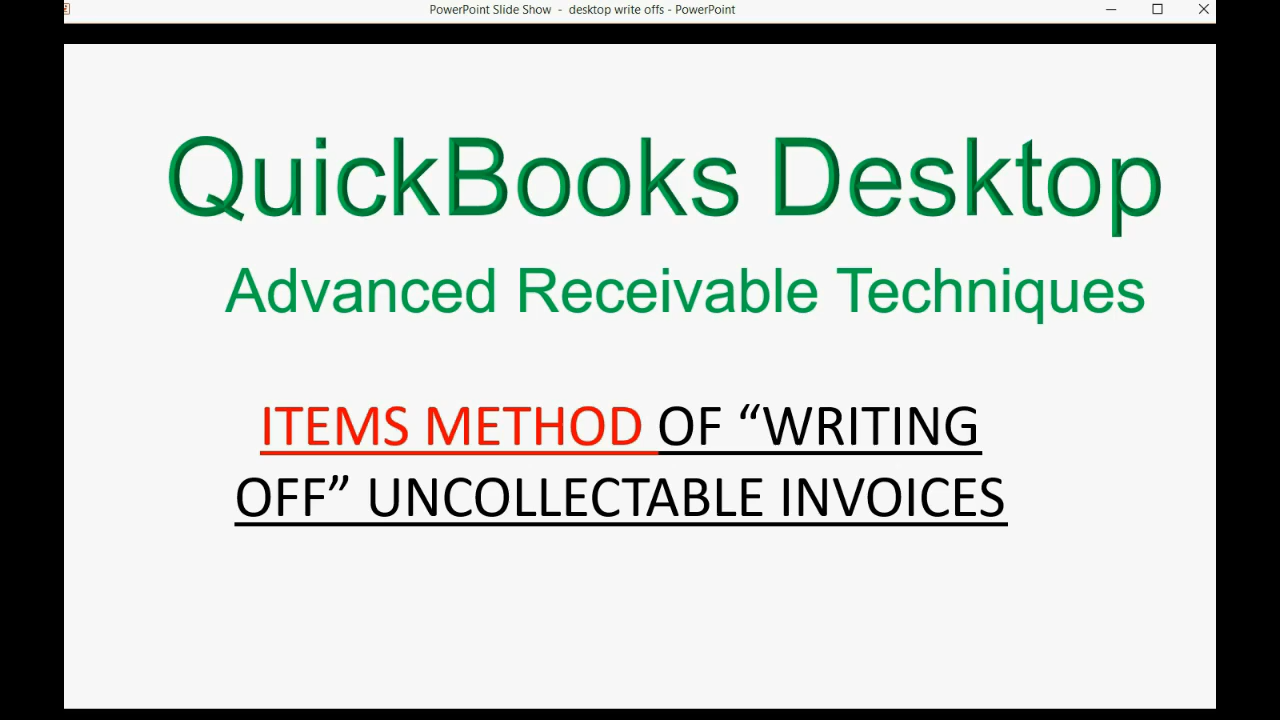 PowerPoint Slide Show - desktop write offs - PowerPoint
QuickBooks Desktop
Advanced Receivable Techniques
ITEMS METHOD OF “WRITING
OFF” UNCOLLECTABLE INVOICES